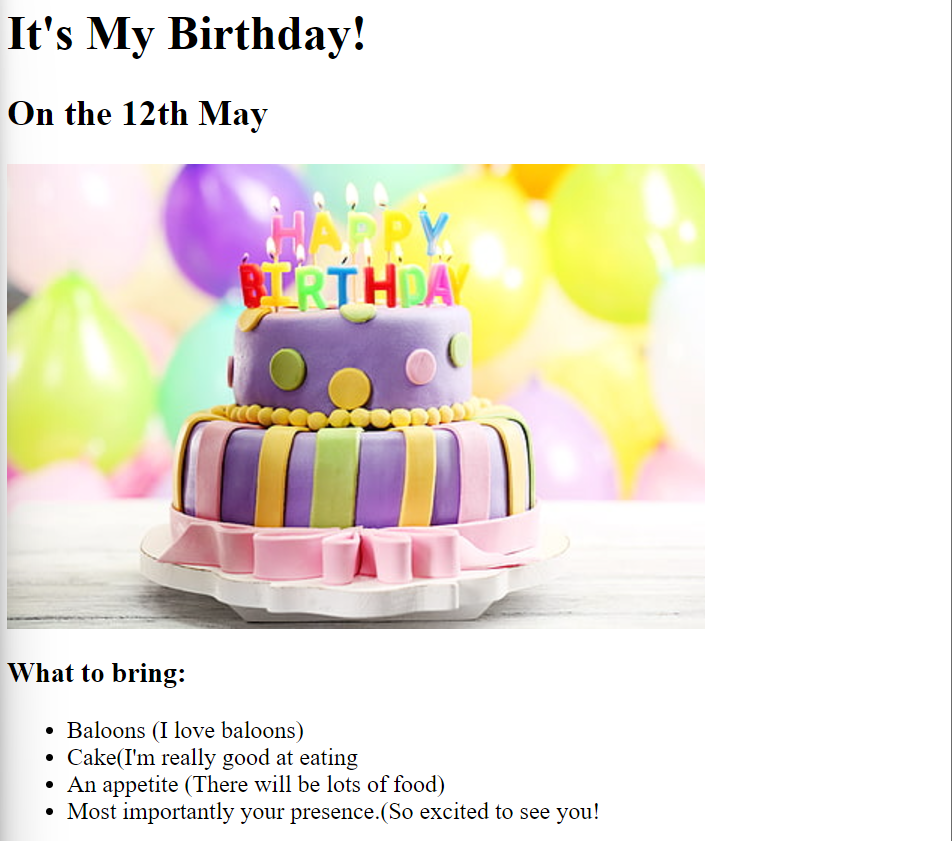 It's My Birthday!
On the 12th May
HAPPY
BIRTHDAY
What to bring:
Baloons (I love baloons)
Cake(I'm really good at eating
An appetite (There will be lots of food)
Most importantly your presence.(So excited to see you!